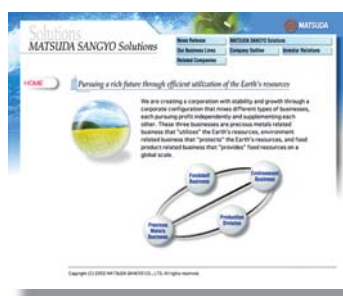 Solutions
MATSUDA SANGYO Solutions
MATSUDA
News Release
MATSUDA SANGYO Solutions
Our Business Lines
Company Outline
Investor Relations
Related Companies
HOME
Pursuing a rich future through efficient utilization of the Earth's resources
We are creating a corporation with stability and growth through a
corporate configuration that mixes different types of businesses,
each pursuing profit independently and supplementing each
other. These three businesses are precious metals related
business that "utilizes" the Earth's resources, environment
related business that "protects" the Earth's resources, and food
product related business that "provides" food resources on a
global scale.
Foodstuff
Business
Environment
Business
Precious
Metals
Business
Production
Division
Copyright (C) 2002 MATSUDA SANGYO CO., LTD. All rights reserved.